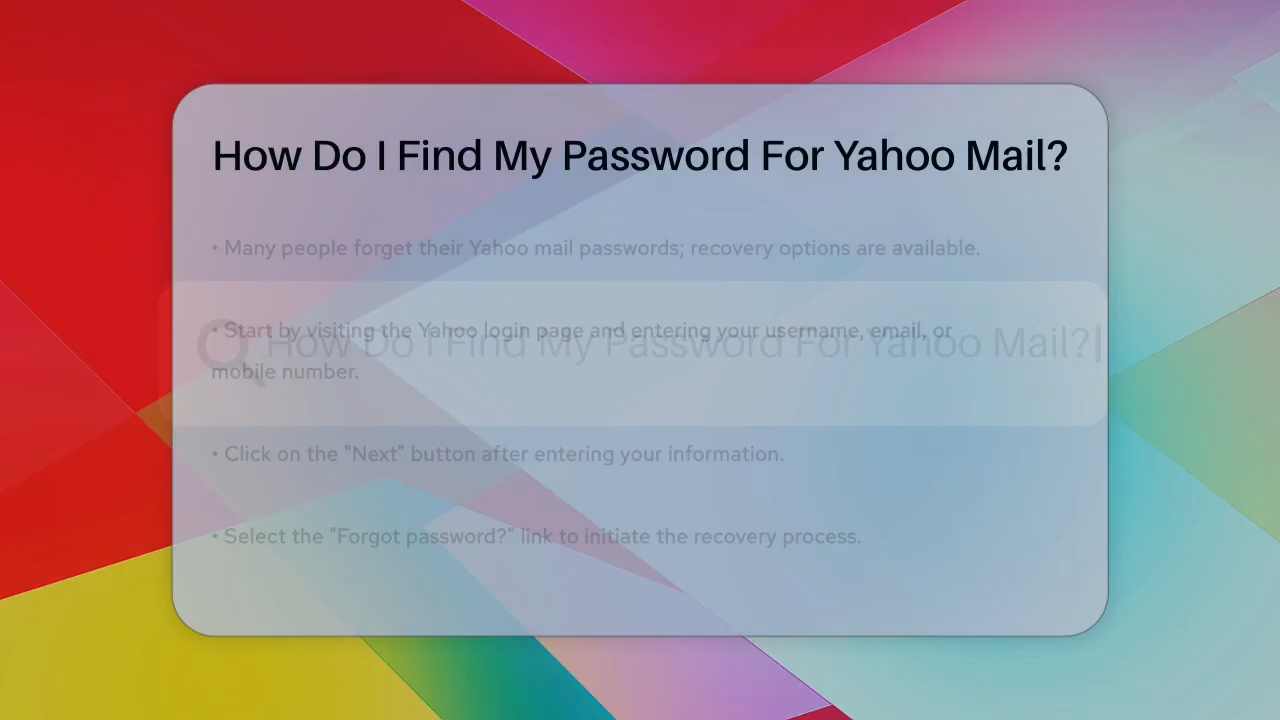 How Do I Find My Password For Yahoo Mail?
• Many people forget their Yahoo mail passwords; recovery options are available.
• Start by visiting the Yahoo login page and entering your username, email, or
How Do I Find My Password For Yahoo Mail?
mobile number.
• Click on the "Next" button after entering your information.
• Select the "Forgot password?" link to initiate the recovery process.